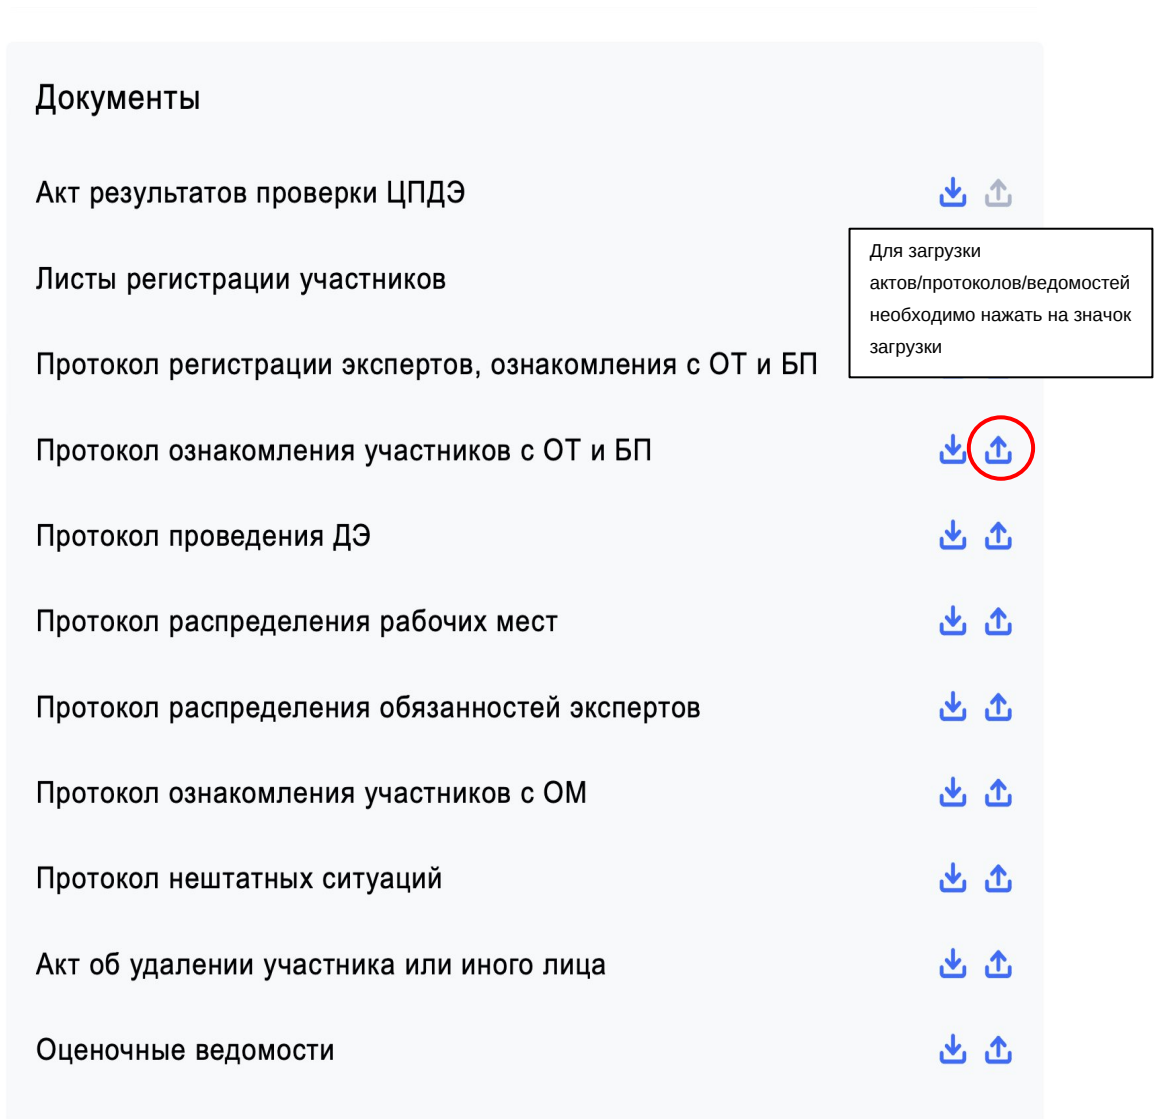 Документы
Акт результатов проверки ЦПДЭ
Листы регистрации участников
Для загрузки
актов/протоколов/ведомостей
необходимо нажать на значок
загрузки
Протокол регистрации экспертов, ознакомления с ОТ и БП
Протокол ознакомления участников с ОТ и БП
Протокол проведения ДЭ
Протокол распределения рабочих мест
Протокол распределения обязанностей экспертов
Протокол ознакомления участников с ОМ
Протокол нештатных ситуаций
Акт об удалении участника или иного лица
Оценочные ведомости